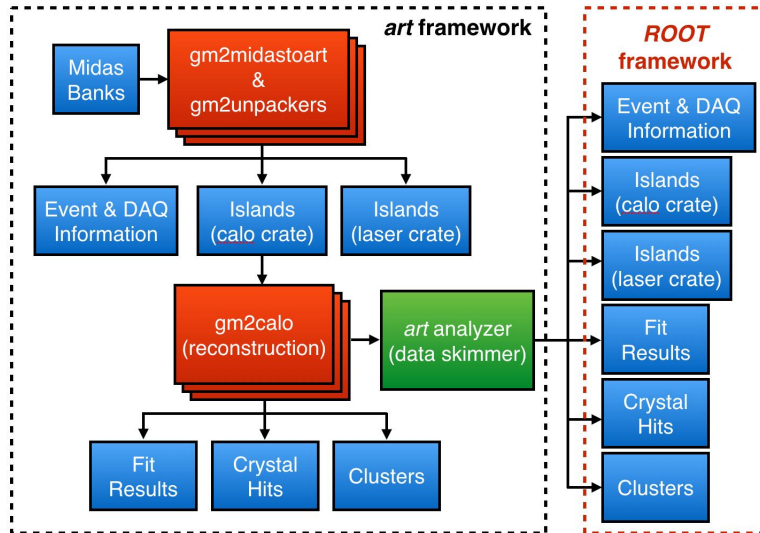 art framework
Midas
Banks
gm2midastoart
&
gm2unpackers
Event & DAQ
Information
Islands
(calo crate)
Islands
(laser crate)
gm2calo
(reconstruction)
art analyzer
(data skimmer)
Fit
Results
Crystal
Hits
Clusters
ROOT
framework
Event & DAQ
Information
Islands
(calo crate)
Islands
(laser crate)
Fit
Results
Crystal
Hits
Clusters